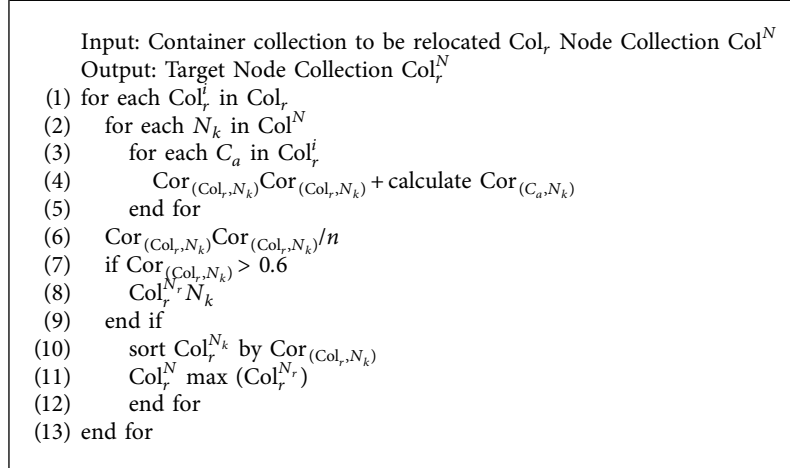 Input: Container collection to be relocated Col_r Node Collection Col^N
Output: Target Node Collection Col_r^N
(1) for each Col_r^i in Col_r
(2) for each N_k in Col^N
(3) for each C_a in Col_r^i
(4) Cor_(Col_r,N_k) Cor_(Col_r,N_k) + calculate Cor_(C_a,N_k)
(5) end for
(6) Cor_(Col_r,N_k) Cor_(Col_r,N_k)/n
(7) if Cor_(Col_r,N_k) > 0.6
(8) Col_r^{N_r} N_k
(9) end if
(10) sort Col_r^{N_k} by Cor_(Col_r,N_k)
(11) Col_r^N max (Col_r^{N_r})
(12) end for
(13) end for